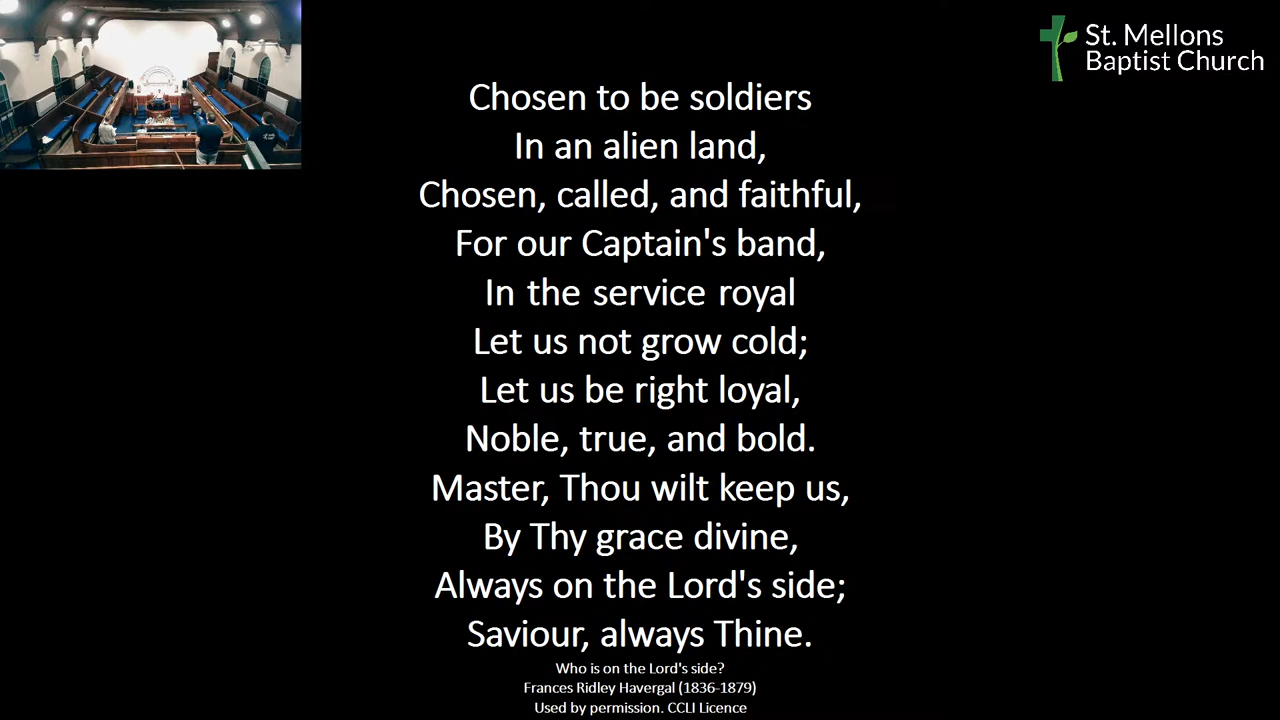 St. Mellons
Baptist Church
Chosen to be soldiers
In an alien land,
Chosen, called, and faithful,
For our Captain's band,
In the service royal
Let us not grow cold;
Let us be right loyal,
Noble, true, and bold.
Master, Thou wilt keep us,
By Thy grace divine,
Always on the Lord's side;
Saviour, always Thine.
Who is on the Lord's side?
Frances Ridley Havergal (1836-1879)
Used by permission. CCLI Licence